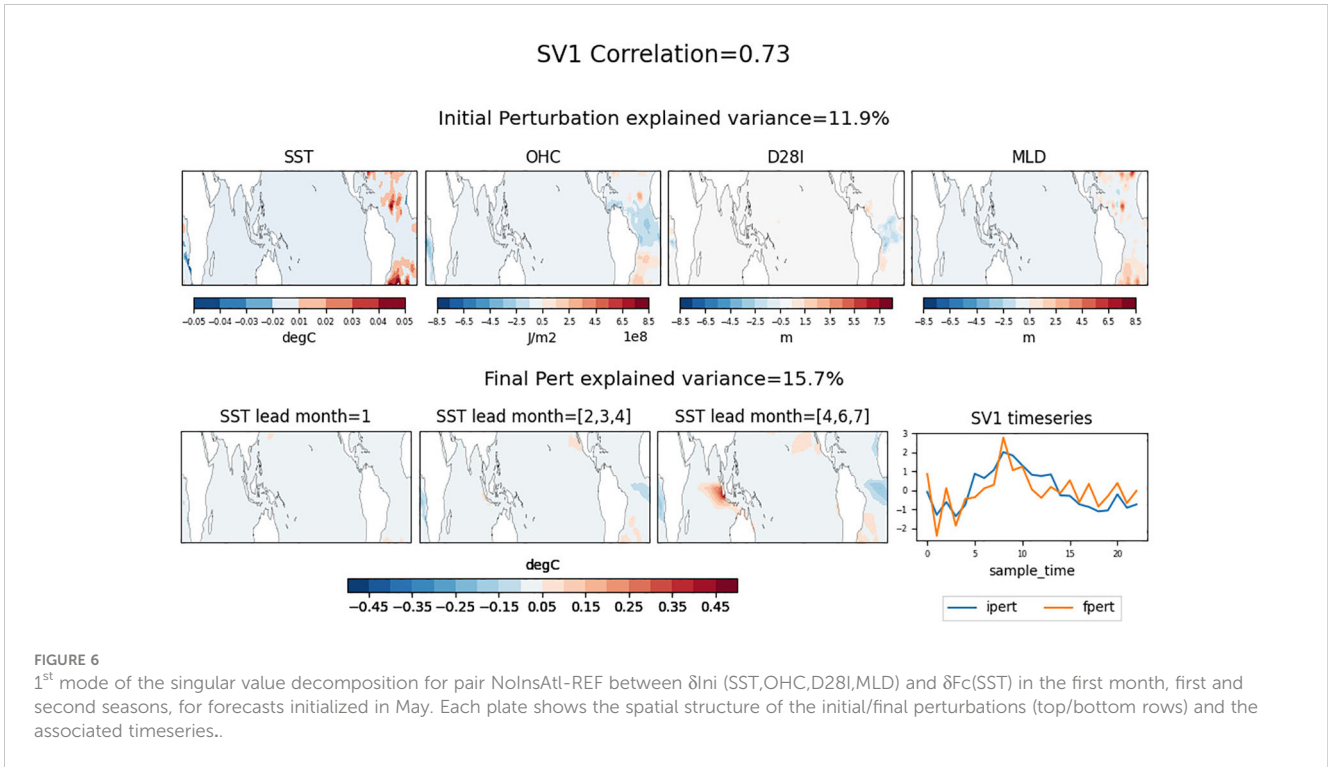 SV1 Correlation=0.73
Initial Perturbation explained variance=11.9%
SST OHC D28I MLD
−0.05 −0.04 −0.03 −0.02 0.01 0.02 0.03 0.04 0.05
degC
−8.5 −6.5 −4.5 −2.5 0.5 2.5 4.5 6.5 8.5
J/m2 1e8
−8.5 −6.5 −4.5 −2.5 −0.5 1.5 3.5 5.5 7.5
m
−8.5 −6.5 −4.5 −2.5 0.5 2.5 4.5 6.5 8.5
m
Final Pert explained variance=15.7%
SST lead month=1 SST lead month=[2,3,4] SST lead month=[4,6,7] SV1 timeseries
3
2
1
0
−1
−2
0 5 10 15 20
sample_time
degC
−0.45 −0.35 −0.25 −0.15 0.05 0.15 0.25 0.35 0.45
ipert fpert
FIGURE 6
1st mode of the singular value decomposition for pair NoInsAtl-REF between δIni (SST,OHC,D28I,MLD) and δFc(SST) in the first month, first and
second seasons, for forecasts initialized in May. Each plate shows the spatial structure of the initial/final perturbations (top/bottom rows) and the
associated timeseries..